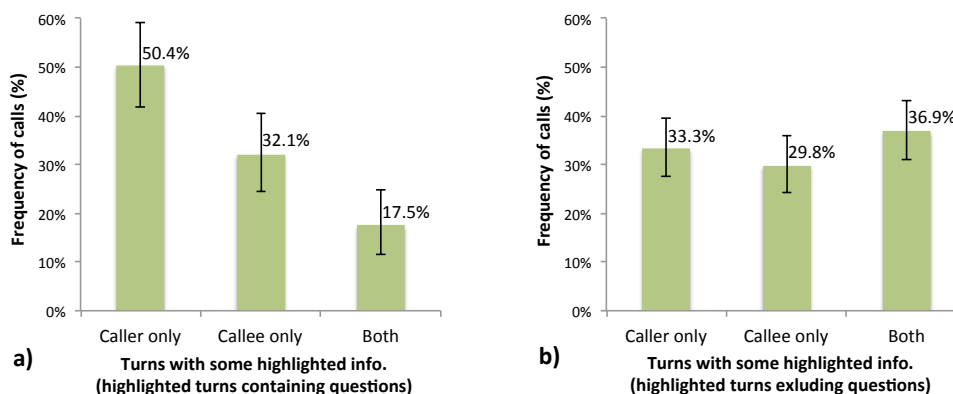 60%
50%
40%
30%
20%
10%
0%
Frequency of calls (%)
50.4%
32.1%
17.5%
Caller only Callee only Both
a)
Turns with some highlighted info.
(highlighted turns containing questions)
60%
50%
40%
30%
20%
10%
0%
Frequency of calls (%)
33.3%
29.8%
36.9%
Caller only Callee only Both
b)
Turns with some highlighted info.
(highlighted turns exluding questions)